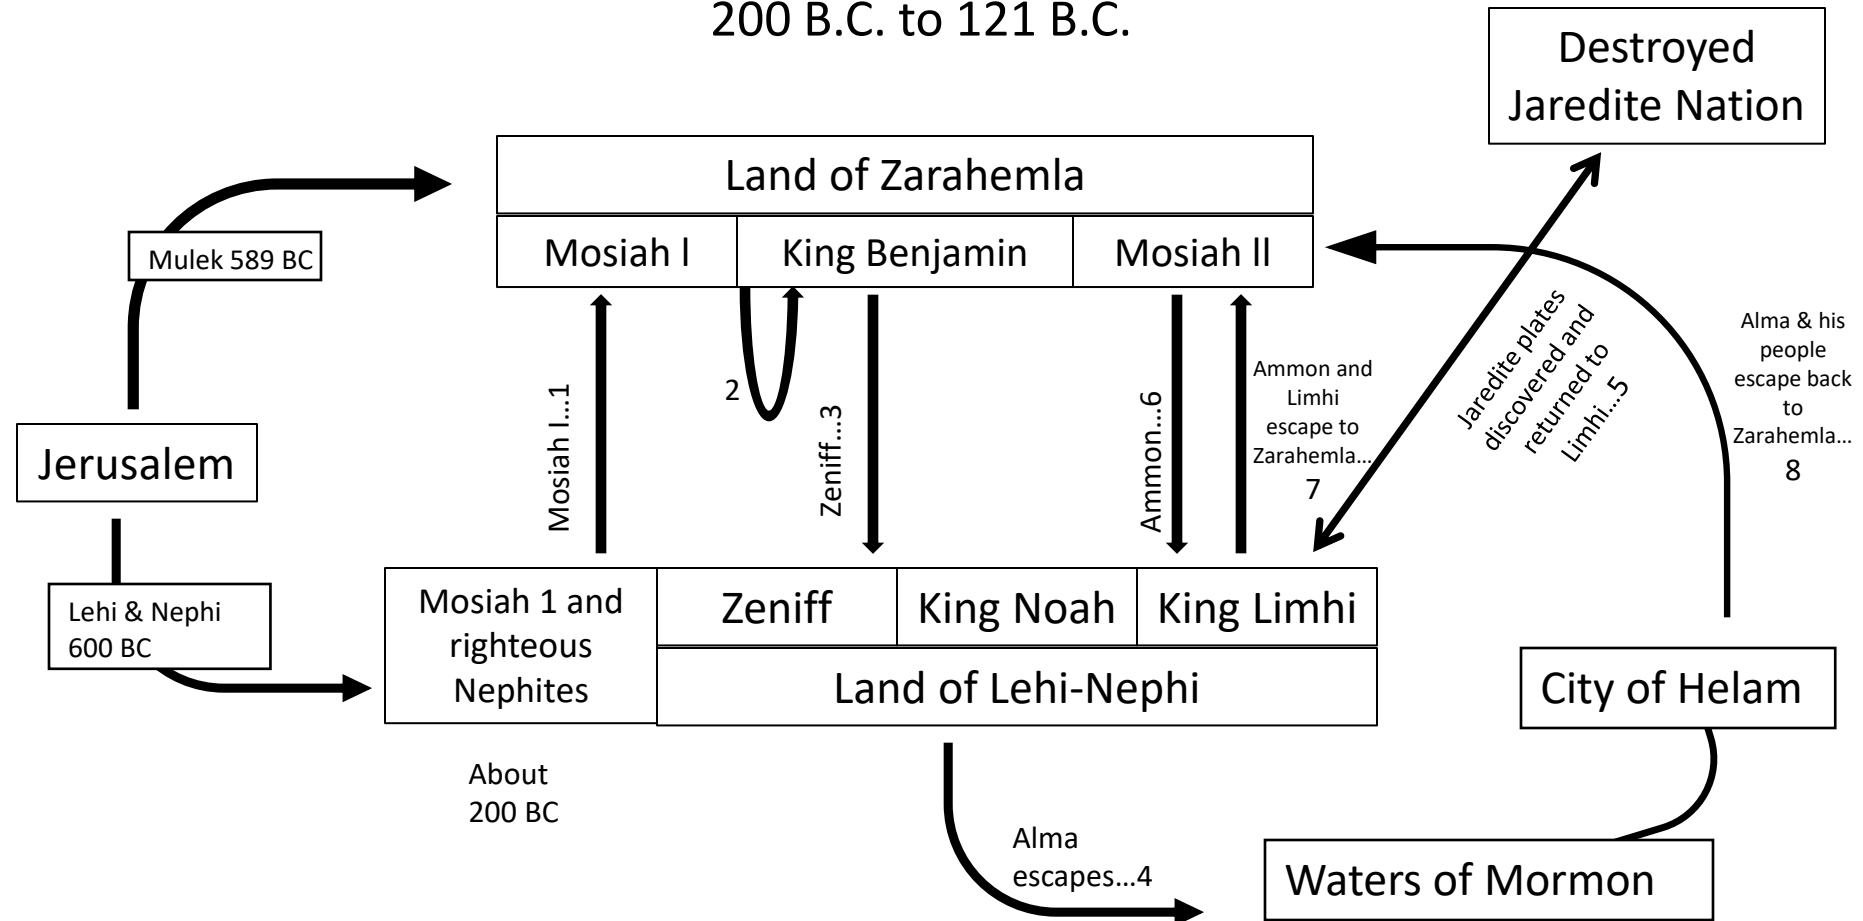 200 B.C. to 121 B.C.
Destroyed
Jaredite Nation
Land of Zarahemla
Mosiah l
King Benjamin
Mosiah ll
Mulek 589 BC
Jerusalem
Lehi & Nephi
600 BC
Mosiah I...1
2
Zeniff...3
Ammon...6
Ammon and
Limhi
escape to
Zarahemla...
7
Jaredite plates
discovered and
returned to
Limhi...5
Alma & his
people
escape back
to
Zarahemla...
8
Mosiah 1 and
righteous
Nephites
Zeniff
King Noah
King Limhi
Land of Lehi-Nephi
City of Helam
About
200 BC
Alma
escapes...4
Waters of Mormon